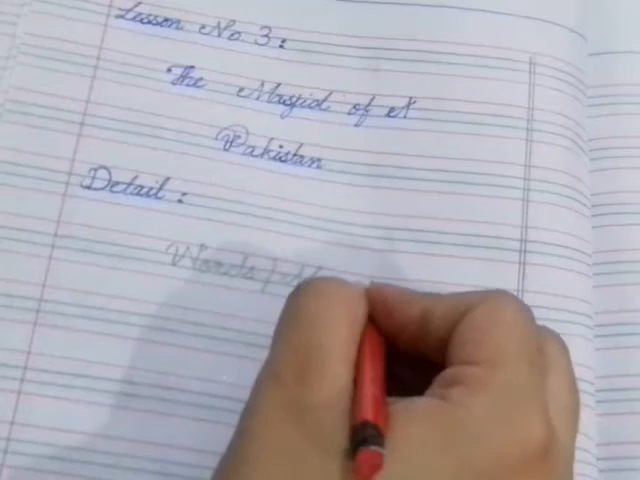 Lesson No 3:
The Masjid of
Pakistan
Detail:
Words /